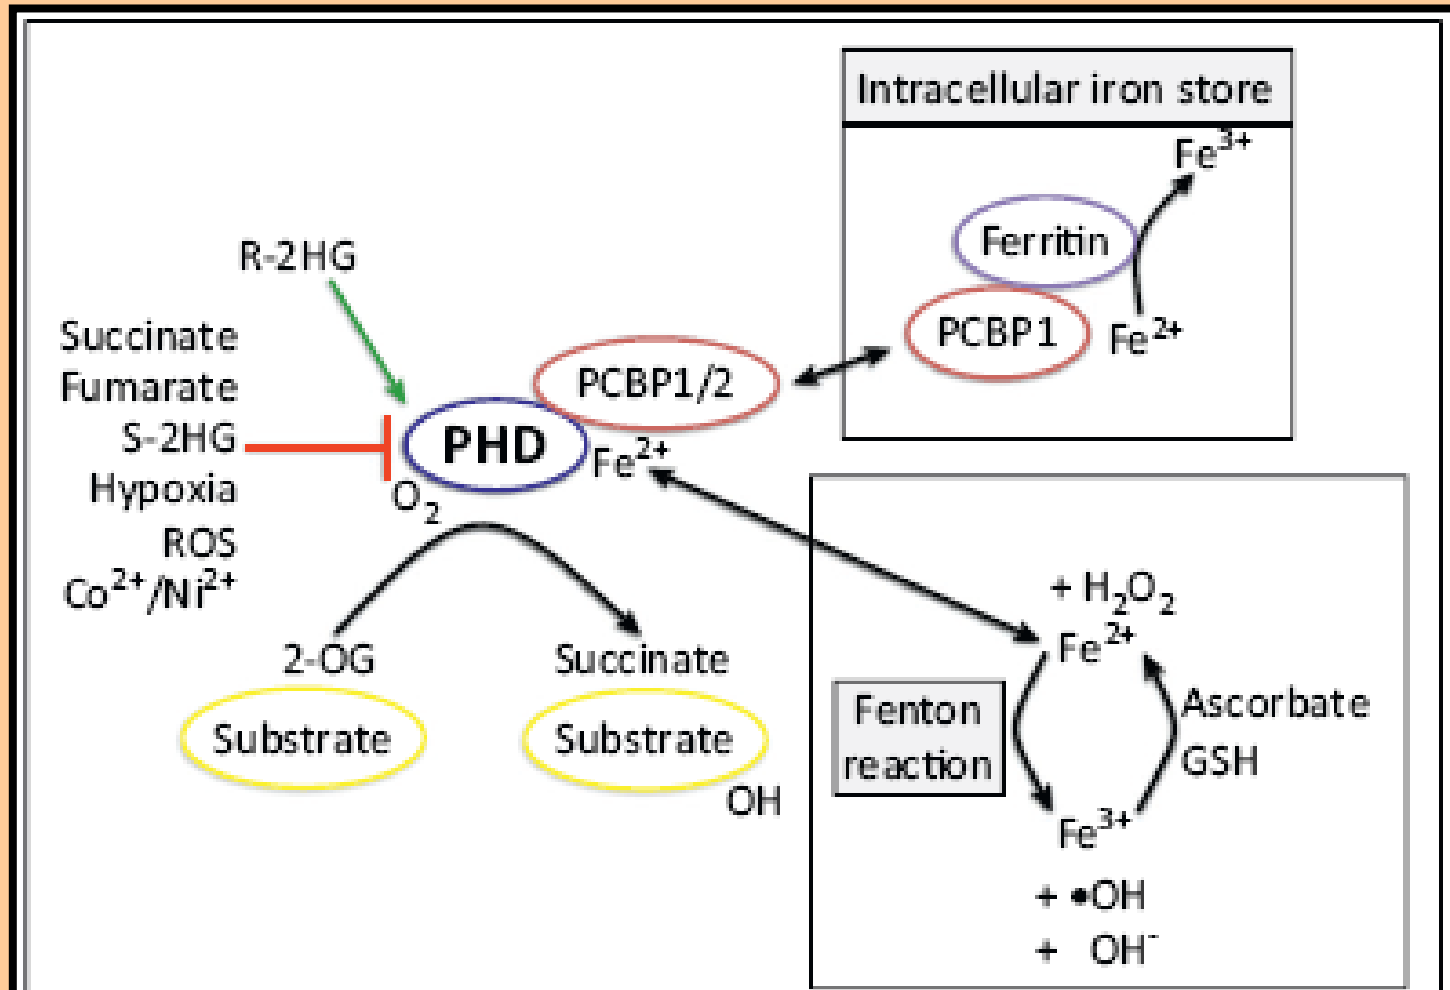 Intracellular iron store
Fe³⁺
Ferritin
PCBP1
Fe²⁺
R-2HG
Succinate
Fumarate
S-2HG
Hypoxia
ROS
Co²⁺/Ni²⁺
PCBP1/2
PHD
Fe²⁺
O₂
2-OG
Succinate
Substrate
Substrate
OH
+ H₂O₂
Fe²⁺
Fenton
reaction
Ascorbate
GSH
Fe³⁺
+ •OH
+ OH⁻